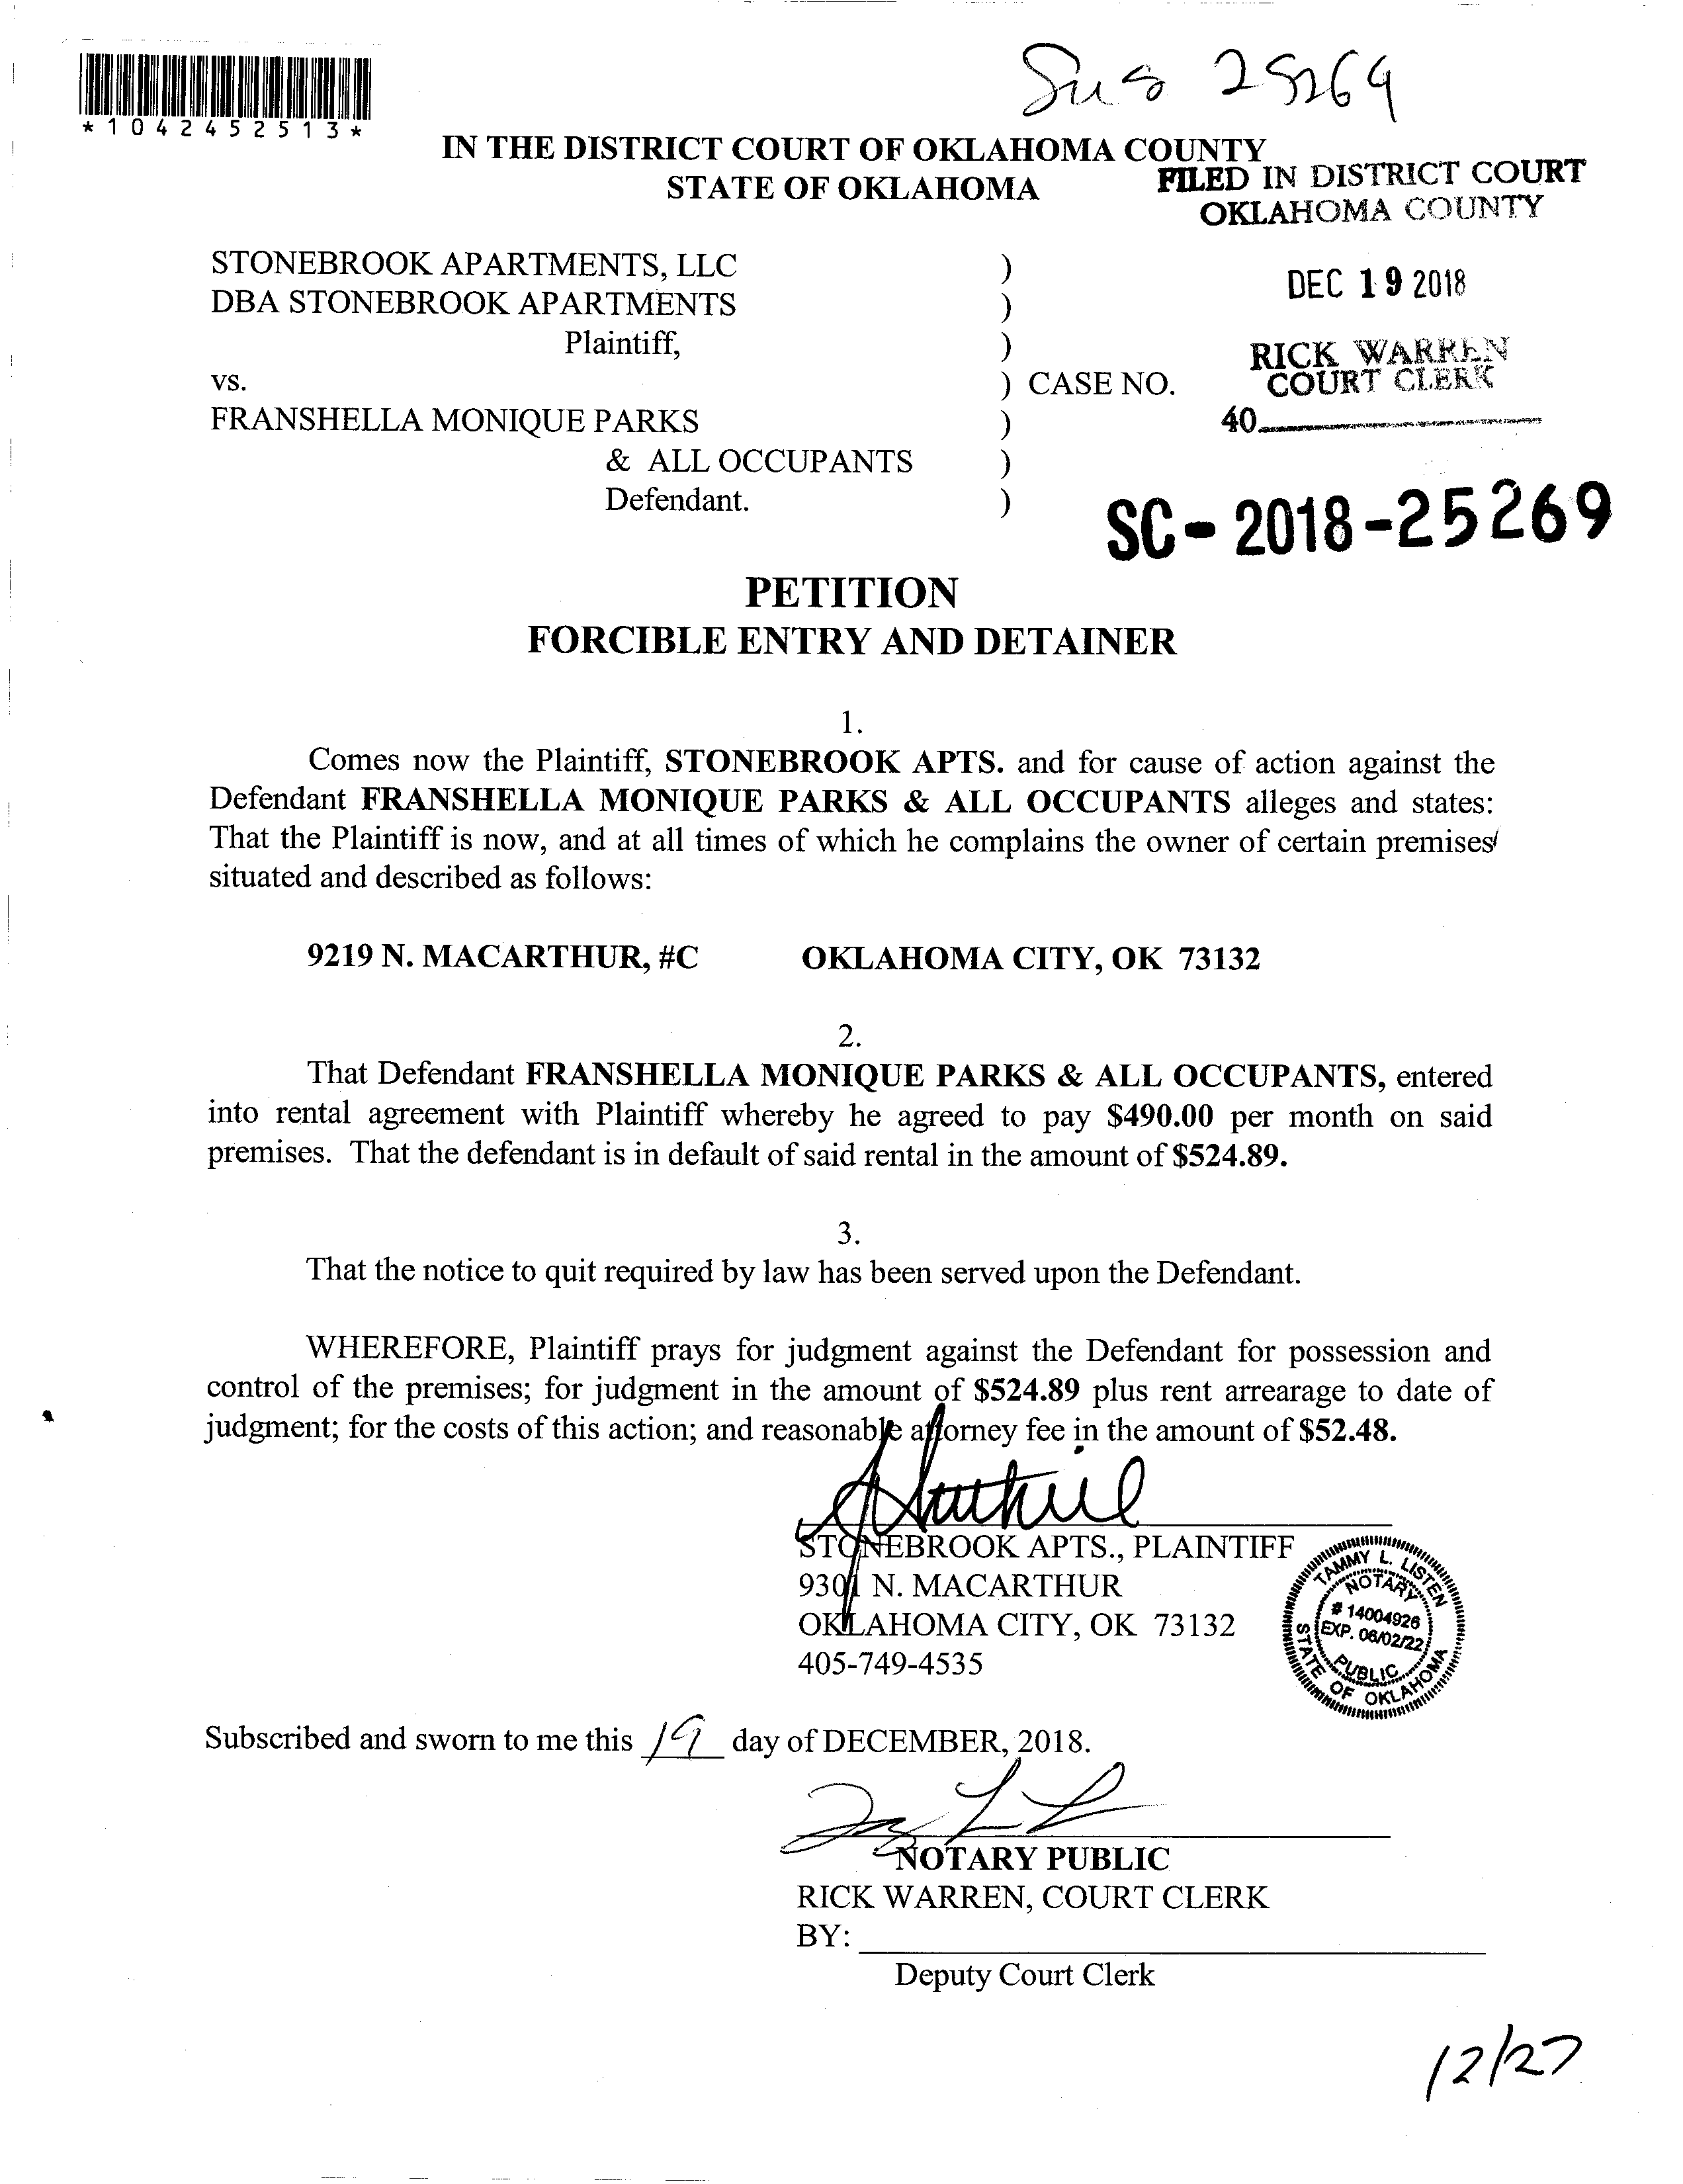 *1042452513*
25269
IN THE DISTRICT COURT OF OKLAHOMA COUNTY
STATE OF OKLAHOMA
FILED IN DISTRICT COURT
OKLAHOMA COUNTY
STONEBROOK APARTMENTS, LLC )
DBA STONEBROOK APARTMENTS )
DEC 19 2018
Plaintiff, )
RICK WARREN
COURT CLERK
vs. ) CASE NO.
FRANSHELLA MONIQUE PARKS )
40
& ALL OCCUPANTS )
Defendant. )
SC-2018-25269
PETITION
FORCIBLE ENTRY AND DETAINER
1.
Comes now the Plaintiff, STONEBROOK APTS. and for cause of action against the
Defendant FRANSHELLA MONIQUE PARKS & ALL OCCUPANTS alleges and states:
That the Plaintiff is now, and at all times of which he complains the owner of certain premises
situated and described as follows:
9219 N. MACARTHUR, #C OKLAHOMA CITY, OK 73132
2.
That Defendant FRANSHELLA MONIQUE PARKS & ALL OCCUPANTS, entered
into rental agreement with Plaintiff whereby he agreed to pay $490.00 per month on said
premises. That the defendant is in default of said rental in the amount of $524.89.
3.
That the notice to quit required by law has been served upon the Defendant.
WHEREFORE, Plaintiff prays for judgment against the Defendant for possession and
control of the premises; for judgment in the amount of $524.89 plus rent arrearage to date of
judgment; for the costs of this action; and reasonable attorney fee in the amount of $52.48.
STONEBROOK APTS., PLAINTIFF
9301 N. MACARTHUR
OKLAHOMA CITY, OK 73132
405-749-4535
TAMMY L. LISTEN
NOTARY
# 14004926
EXP. 06/02/22
PUBLIC
STATE OF OKLAHOMA
Subscribed and sworn to me this 19 day of DECEMBER, 2018.
NOTARY PUBLIC
RICK WARREN, COURT CLERK
BY:
Deputy Court Clerk
12/27